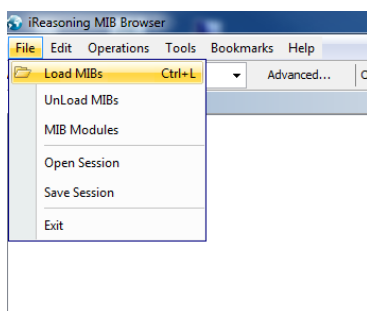 iReasoning MIB Browser
File Edit Operations Tools Bookmarks Help
Load MIBs Ctrl+L
Advanced...
UnLoad MIBs
MIB Modules
Open Session
Save Session
Exit